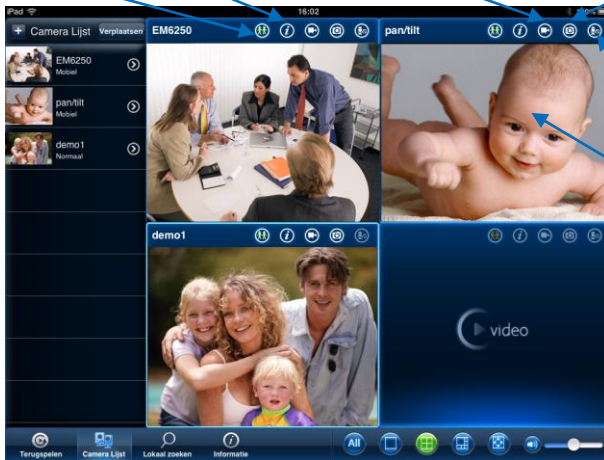 iPad 16:02
+ Camera Lijst Verplaatsen
EM6250
pan/tilt
EM6250
Mobiel
pan/tilt
Mobiel
demo1
Normaal
demo1
video
Terugspelen
Camera Lijst
Lokaal zoeken
Informatie
All